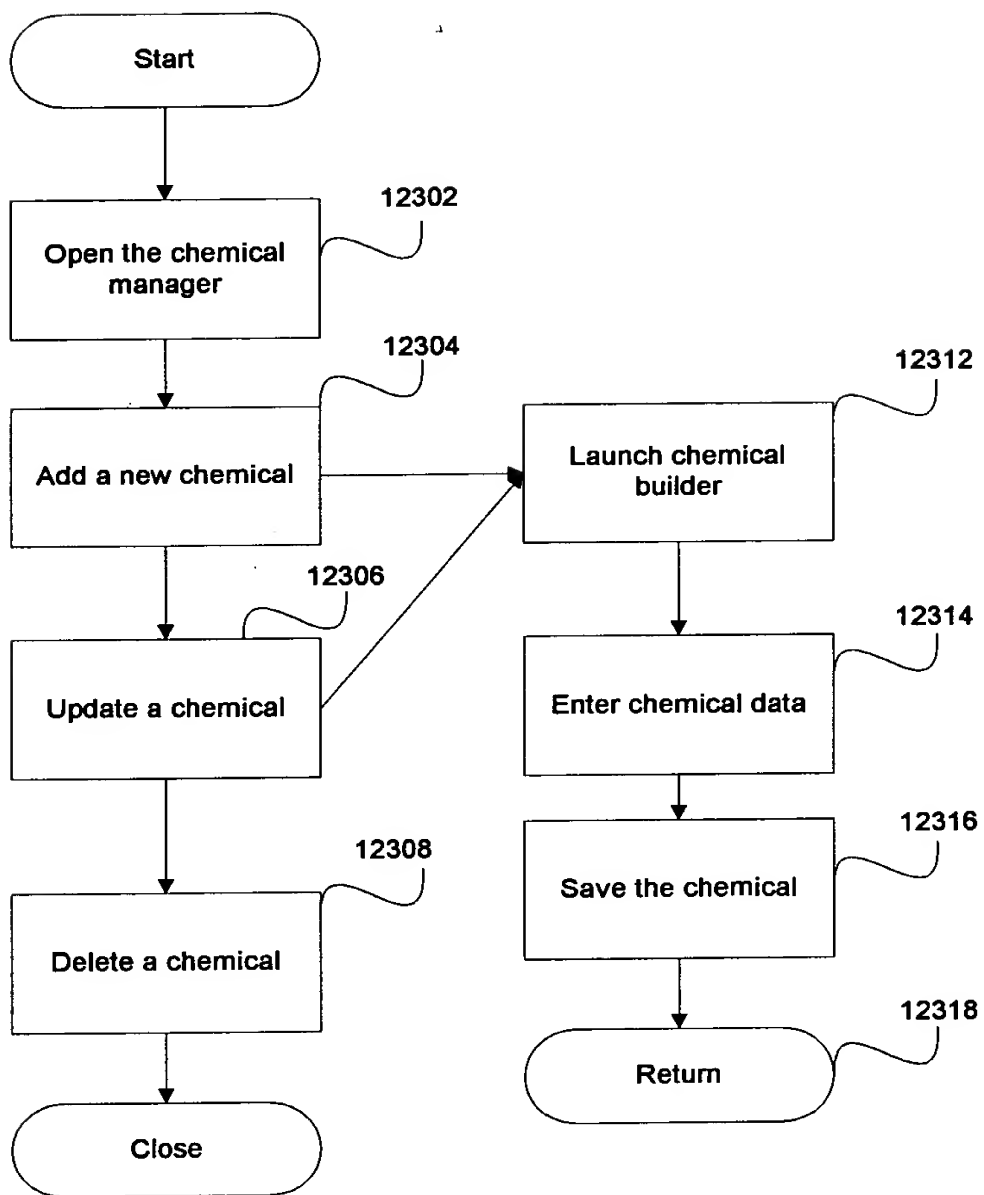 Start
12302
Open the chemical
manager
12304
Add a new chemical
12306
Update a chemical
12308
Delete a chemical
Close
12312
Launch chemical
builder
12314
Enter chemical data
12316
Save the chemical
12318
Return